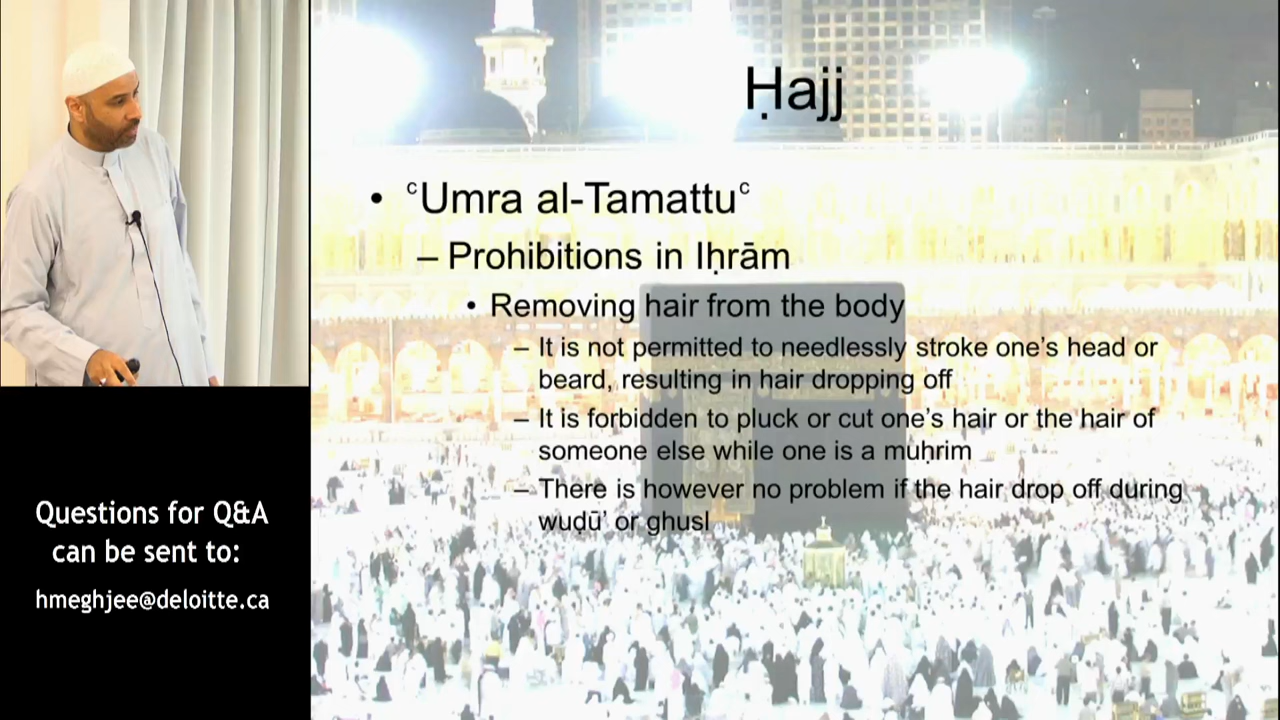 Ḥajj
• ᶜUmra al-Tamattuᶜ
– Prohibitions in Iḥrām
• Removing hair from the body
– It is not permitted to needlessly stroke one's head or
beard, resulting in hair dropping off
– It is forbidden to pluck or cut one's hair or the hair of
someone else while one is a muḥrim
– There is however no problem if the hair drop off during
wuḍū' or ghusl
Questions for Q&A
can be sent to:
hmeghjee@deloitte.ca